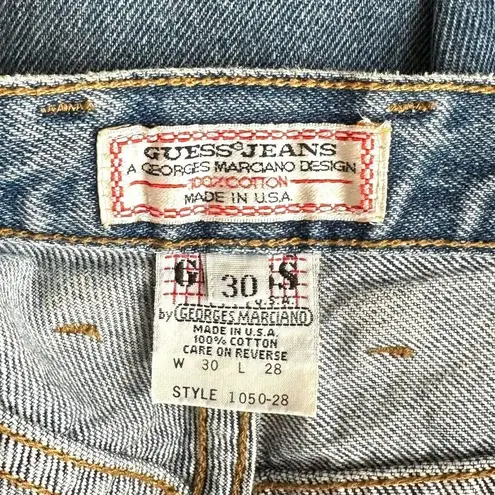 GUESS JEANS
A GEORGES MARCIANO DESIGN
100% COTTON
MADE IN U.S.A.
G 30 S
U.S.A.
by GEORGES MARCIANO
MADE IN U.S.A.
100% COTTON
CARE ON REVERSE
W 30 L 28
STYLE 1050-28